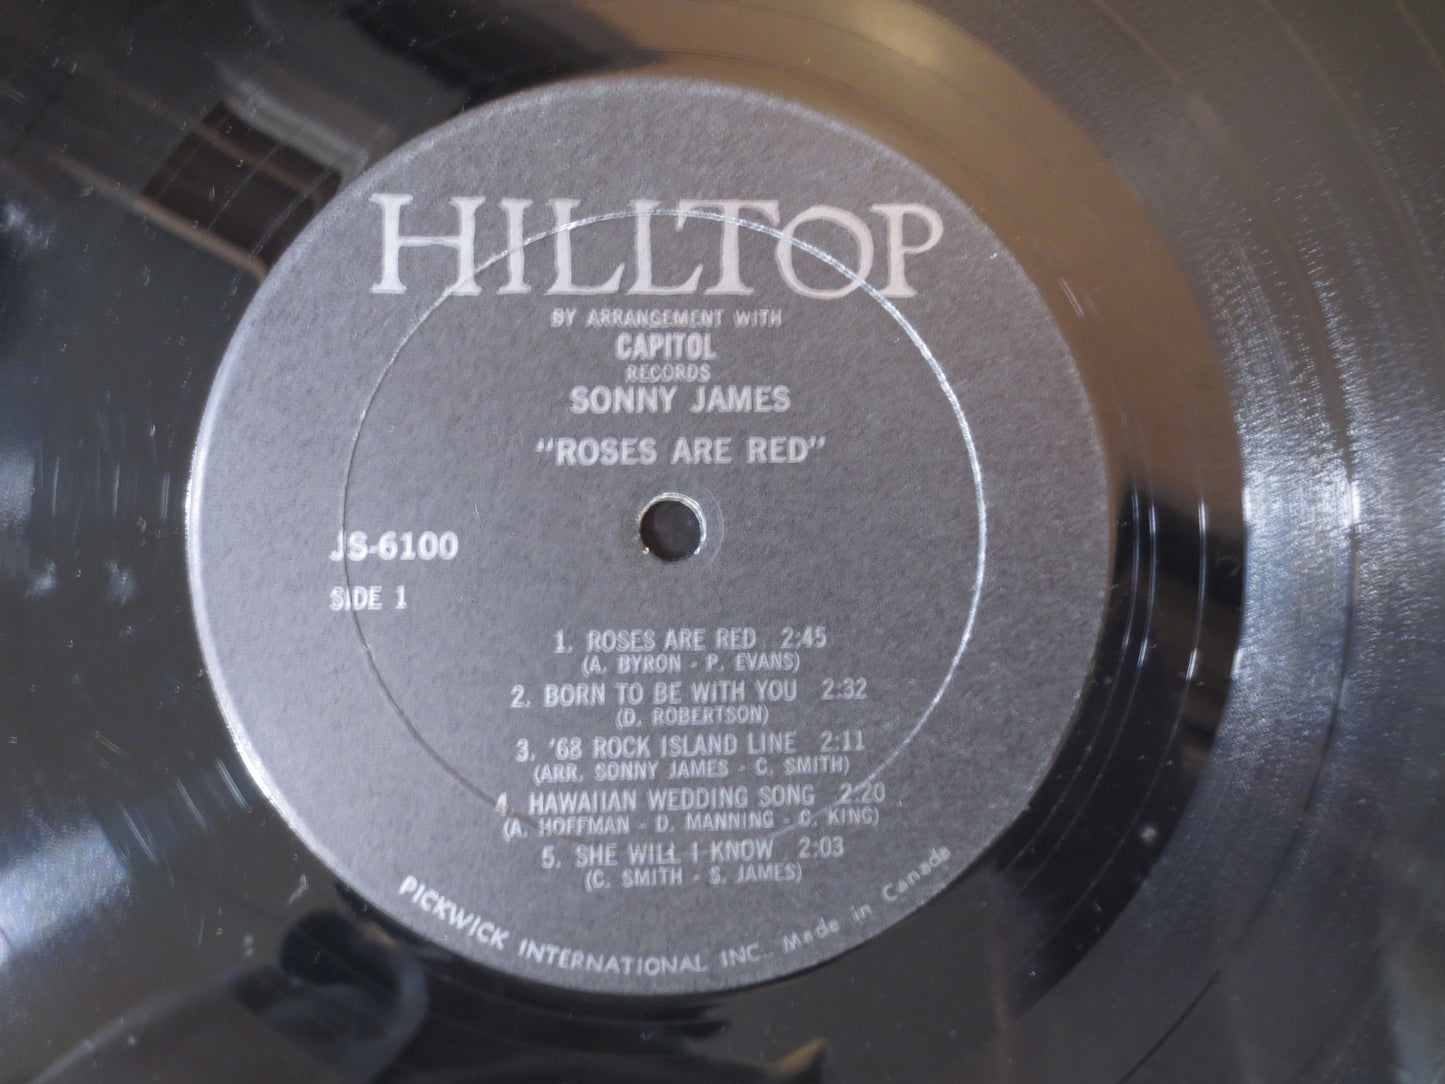 HILLTOP
BY ARRANGEMENT WITH
CAPITOL
RECORDS
SONNY JAMES
"ROSES ARE RED"
JS-6100
SIDE 1
1. ROSES ARE RED 2:45
(A. BYRON - P. EVANS)
2. BORN TO BE WITH YOU 2:32
(D. ROBERTSON)
3. '68 ROCK ISLAND LINE 2:11
(ARR. SONNY JAMES - C. SMITH)
4. HAWAIIAN WEDDING SONG 2:20
(A. HOFFMAN - D. MANNING - C. KING)
5. SHE WILL I KNOW 2:03
(C. SMITH - S. JAMES)
PICKWICK INTERNATIONAL INC. Made in Canada